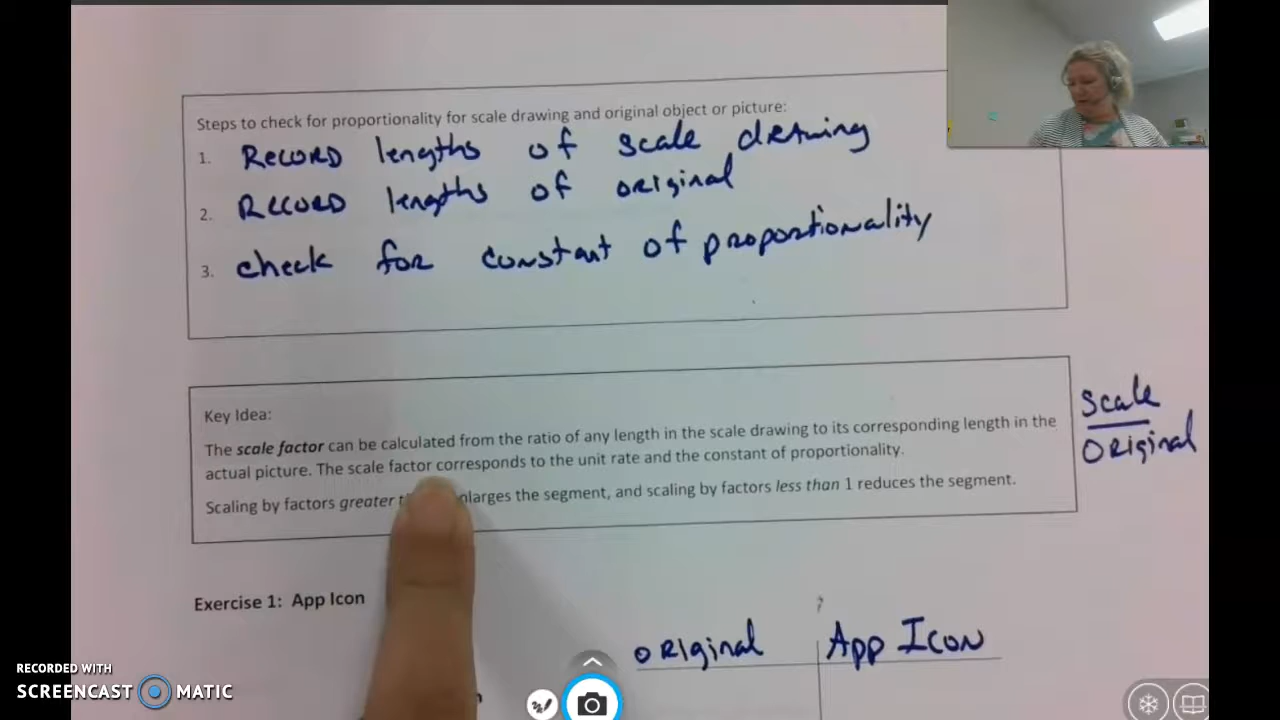 Steps to check for proportionality for scale drawing and original object or picture:
1. Record lengths of scale drawing
2. Record lengths of original
3. check for constant of proportionality
Key Idea:
The scale factor can be calculated from the ratio of any length in the scale drawing to its corresponding length in the
actual picture. The scale factor corresponds to the unit rate and the constant of proportionality.
Scaling by factors greater enlarges the segment, and scaling by factors less than 1 reduces the segment.
Scale
Original
Exercise 1: App Icon
original App Icon
RECORDED WITH
SCREENCAST MATIC